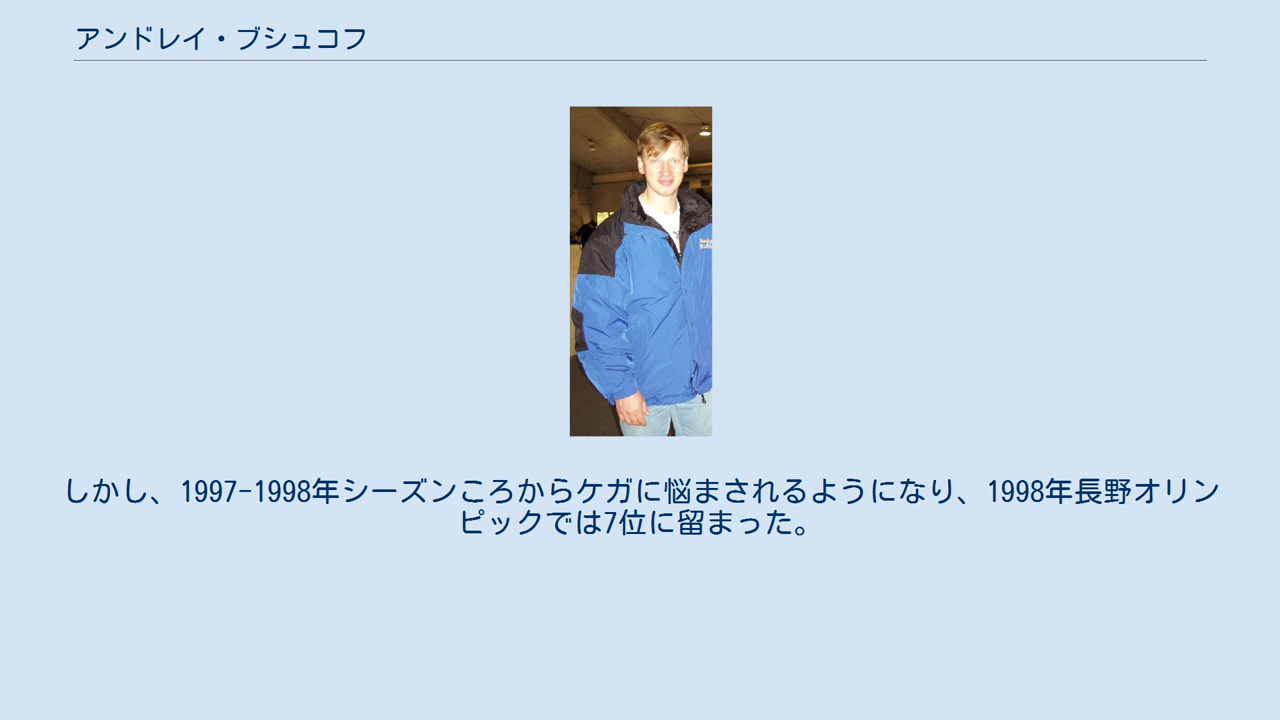 アンドレイ・ブシュコフ
しかし、1997-1998年シーズンころからケガに悩まされるようになり、1998年長野オリン
ピックでは7位に留まった。